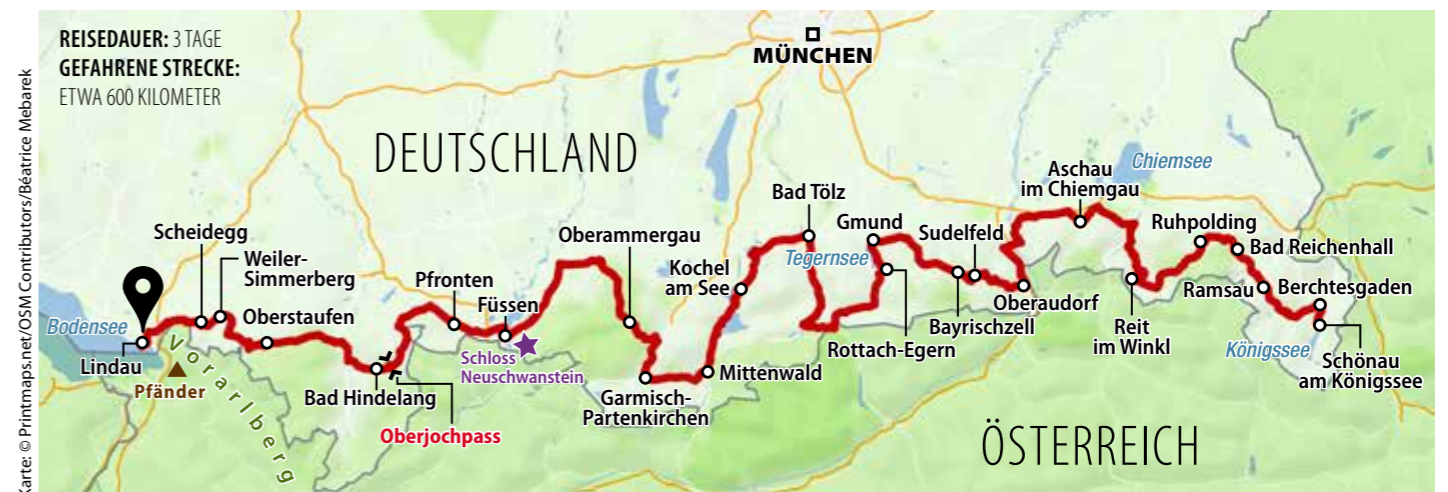 REISEDAUER: 3 TAGE
GEFAHRENE STRECKE:
ETWA 600 KILOMETER
Karte: © Printmaps.net/OSM Contributors/Béatrice Mebarek
MÜNCHEN
DEUTSCHLAND
Chiemsee
Aschau
im Chiemgau
Bad Tölz
Scheidegg
Weiler-
Simmerberg
Oberammergau
Gmund
Sudelfeld
Ruhpolding
Bad Reichenhall
Kochel
am See
Tegernsee
Pfronten
Füssen
Ramsau
Berchtesgaden
Oberaudorf
Bodensee
Oberstaufen
Bayrischzell
Reit
im Winkl
Lindau
Vorarlberg
Schloss
Neuschwanstein
Rottach-Egern
Königssee
Schönau
am Königssee
Pfänder
Bad Hindelang
Mittenwald
Garmisch-
Partenkirchen
Oberjochpass
ÖSTERREICH